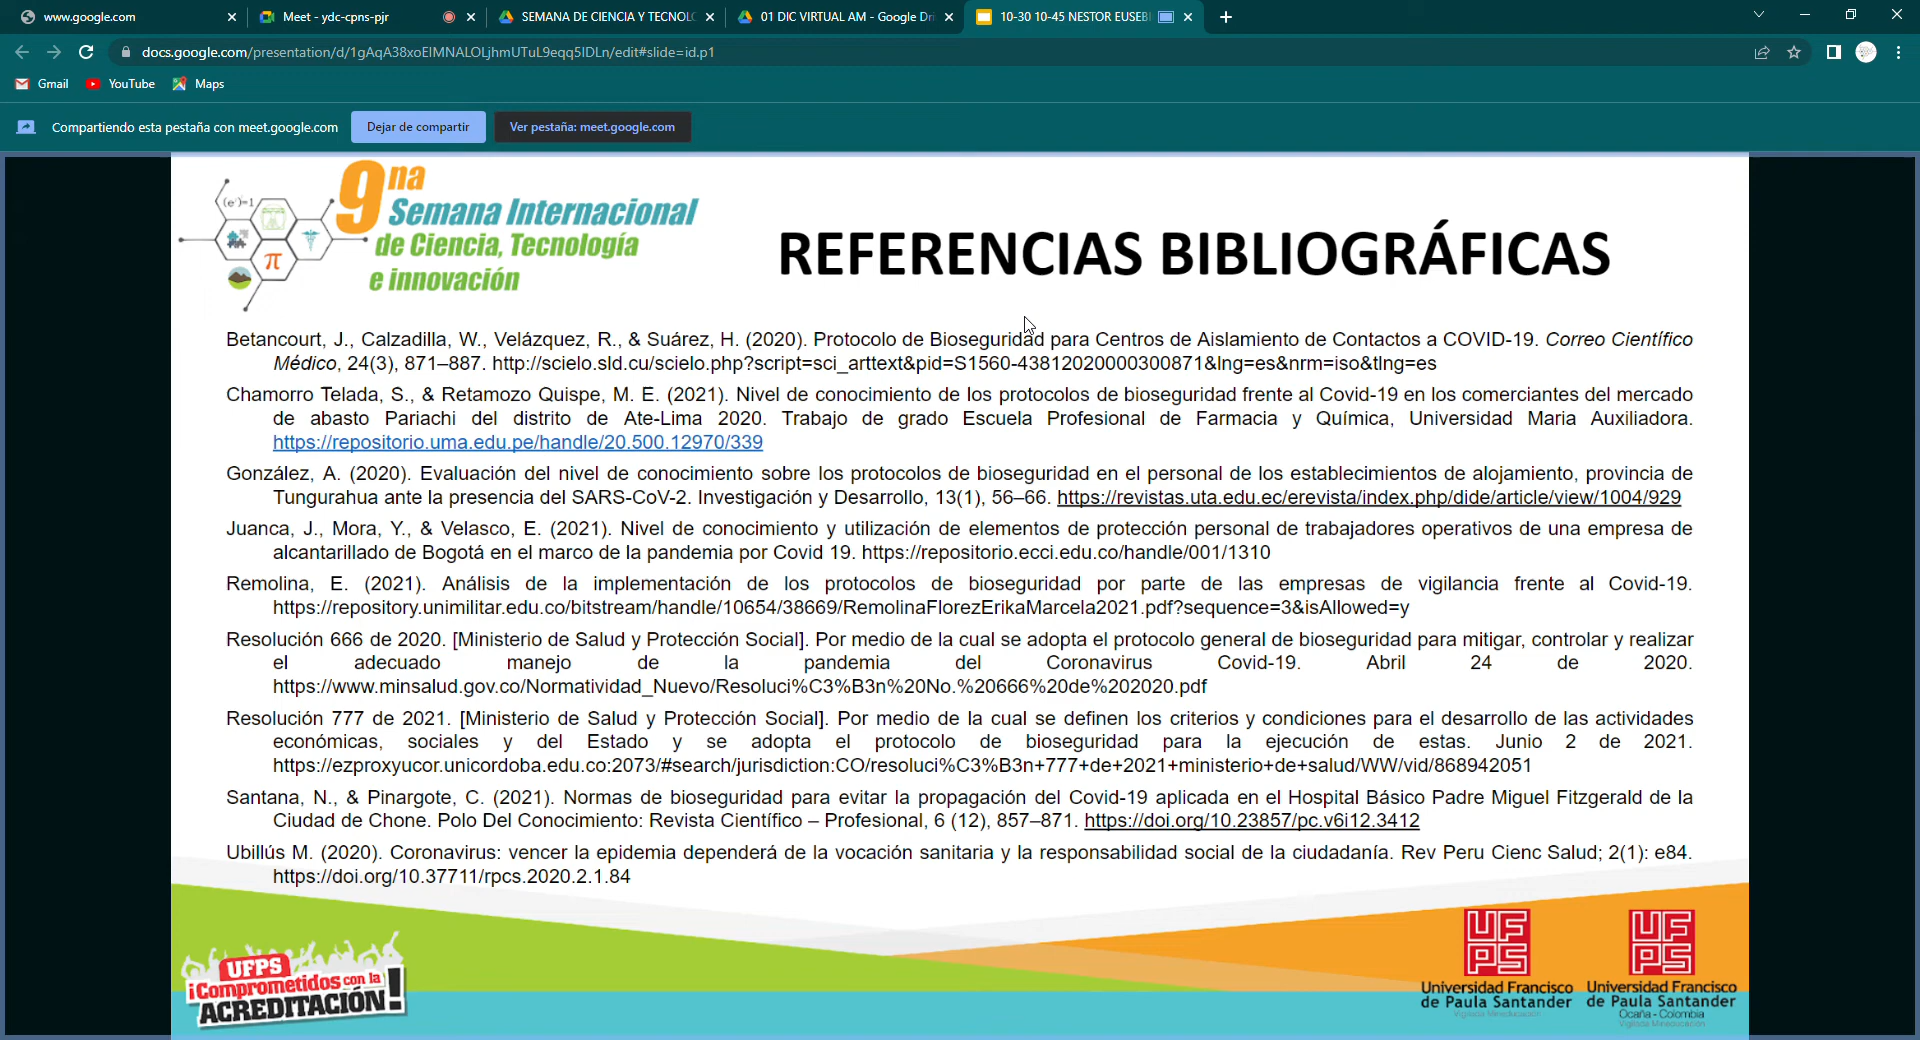 www.google.com
Meet - ydc-cpns-pjr
SEMANA DE CIENCIA Y TECNOLO
01 DIC VIRTUAL AM - Google Dri
10-30 10-45 NESTOR EUSEBI
docs.google.com/presentation/d/1gAqA38xoEIMNALOLjhmUTuL9eqq5IDLn/edit#slide=id.p1
Gmail YouTube Maps
Compartiendo esta pestaña con meet.google.com Dejar de compartir Ver pestaña: meet.google.com
9na
Semana Internacional
de Ciencia, Tecnología
e innovación
π
REFERENCIAS BIBLIOGRÁFICAS
Betancourt, J., Calzadilla, W., Velázquez, R., & Suárez, H. (2020). Protocolo de Bioseguridad para Centros de Aislamiento de Contactos a COVID-19. Correo Científico
Médico, 24(3), 871–887. http://scielo.sld.cu/scielo.php?script=sci_arttext&pid=S1560-43812020000300871&lng=es&nrm=iso&tlng=es
Chamorro Telada, S., & Retamozo Quispe, M. E. (2021). Nivel de conocimiento de los protocolos de bioseguridad frente al Covid-19 en los comerciantes del mercado
de abasto Pariachi del distrito de Ate-Lima 2020. Trabajo de grado Escuela Profesional de Farmacia y Química, Universidad Maria Auxiliadora.
https://repositorio.uma.edu.pe/handle/20.500.12970/339
González, A. (2020). Evaluación del nivel de conocimiento sobre los protocolos de bioseguridad en el personal de los establecimientos de alojamiento, provincia de
Tungurahua ante la presencia del SARS-CoV-2. Investigación y Desarrollo, 13(1), 56–66. https://revistas.uta.edu.ec/erevista/index.php/dide/article/view/1004/929
Juanca, J., Mora, Y., & Velasco, E. (2021). Nivel de conocimiento y utilización de elementos de protección personal de trabajadores operativos de una empresa de
alcantarillado de Bogotá en el marco de la pandemia por Covid 19. https://repositorio.ecci.edu.co/handle/001/1310
Remolina, E. (2021). Análisis de la implementación de los protocolos de bioseguridad por parte de las empresas de vigilancia frente al Covid-19.
https://repository.unimilitar.edu.co/bitstream/handle/10654/38669/RemolinaFlorezErikaMarcela2021.pdf?sequence=3&isAllowed=y
Resolución 666 de 2020. [Ministerio de Salud y Protección Social]. Por medio de la cual se adopta el protocolo general de bioseguridad para mitigar, controlar y realizar
el adecuado manejo de la pandemia del Coronavirus Covid-19. Abril 24 de 2020.
https://www.minsalud.gov.co/Normatividad_Nuevo/Resoluci%C3%B3n%20No.%20666%20de%202020.pdf
Resolución 777 de 2021. [Ministerio de Salud y Protección Social]. Por medio de la cual se definen los criterios y condiciones para el desarrollo de las actividades
económicas, sociales y del Estado y se adopta el protocolo de bioseguridad para la ejecución de estas. Junio 2 de 2021.
https://ezproxyucor.unicordoba.edu.co:2073/#search/jurisdiction:CO/resoluci%C3%B3n+777+de+2021+ministerio+de+salud/WW/vid/868942051
Santana, N., & Pinargote, C. (2021). Normas de bioseguridad para evitar la propagación del Covid-19 aplicada en el Hospital Básico Padre Miguel Fitzgerald de la
Ciudad de Chone. Polo Del Conocimiento: Revista Científico – Profesional, 6 (12), 857–871. https://doi.org/10.23857/pc.v6i12.3412
Ubillús M. (2020). Coronavirus: vencer la epidemia dependerá de la vocación sanitaria y la responsabilidad social de la ciudadanía. Rev Peru Cienc Salud; 2(1): e84.
https://doi.org/10.37711/rpcs.2020.2.1.84
UFPS
¡Comprometidos con la
ACREDITACIÓN!
UFPS
Universidad Francisco
de Paula Santander
Vigilada Mineducación
UFPS
Universidad Francisco
de Paula Santander
Ocaña - Colombia
Vigilada Mineducación